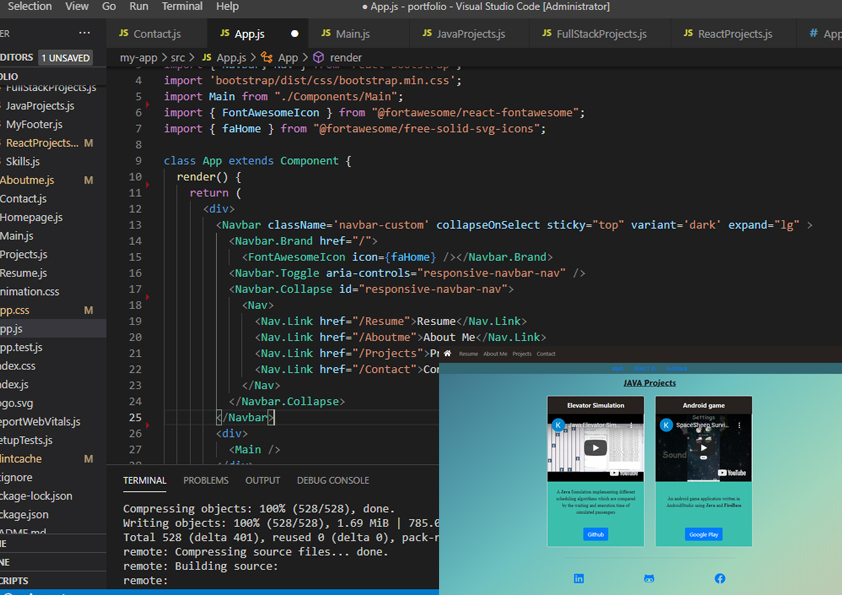 Selection View Go Run Terminal Help
● App.js - portfolio - Visual Studio Code [Administrator]
ER ···
JS Contact.js
JS App.js ●
JS Main.js
JS JavaProjects.js
JS FullStackProjects.js
JS ReactProjects.js
# App
DITORS 1 UNSAVED
OLIO
FullStackProjects.js
JavaProjects.js
MyFooter.js
ReactProjects... M
Skills.js
Aboutme.js M
Contact.js
Homepage.js
Main.js
Projects.js
Resume.js
nimation.css
pp.css M
pp.js
pp.test.js
dex.css
dex.js
ogo.svg
eportWebVitals.js
etupTests.js
lintcache M
tignore
ckage-lock.json
ckage.json
ADME.md
NE
CRIPTS
my-app > src > JS App.js > App > render
4 import 'bootstrap/dist/css/bootstrap.min.css';
5 import Main from "./Components/Main";
6 import { FontAwesomeIcon } from "@fortawesome/react-fontawesome";
7 import { faHome } from "@fortawesome/free-solid-svg-icons";
8
9 class App extends Component {
10 render() {
11 return (
12 <div>
13 <Navbar className='navbar-custom' collapseOnSelect sticky="top" variant='dark' expand="lg" >
14 <Navbar.Brand href="/">
15 <FontAwesomeIcon icon={faHome} /></Navbar.Brand>
16 <Navbar.Toggle aria-controls="responsive-navbar-nav" />
17 <Navbar.Collapse id="responsive-navbar-nav">
18 <Nav>
19 <Nav.Link href="/Resume">Resume</Nav.Link>
20 <Nav.Link href="/Aboutme">About Me</Nav.Link>
21 <Nav.Link href="/Projects">Pr
22 <Nav.Link href="/Contact">Con
23 </Nav>
24 </Navbar.Collapse>
25 </Navbar>
26 <div>
27 <Main />
TERMINAL PROBLEMS OUTPUT DEBUG CONSOLE
Compressing objects: 100% (528/528), done.
Writing objects: 100% (528/528), 1.69 MiB | 785.0
Total 528 (delta 401), reused 0 (delta 0), pack-r
remote: Compressing source files... done.
remote: Building source:
remote:
Resume About Me Projects Contact
JAVA Projects
Elevator Simulation
K Java Elevator Sim...
YouTube
A Java Simulation implementing different
scheduling algorithms which are compared
by the waiting and execution time of
simulated passengers.
Github
Android game
K SpaceSheep Survi...
Settings
Sound
YouTube
An android game application written in
AndroidStudio using Java and FireBase
Google Play